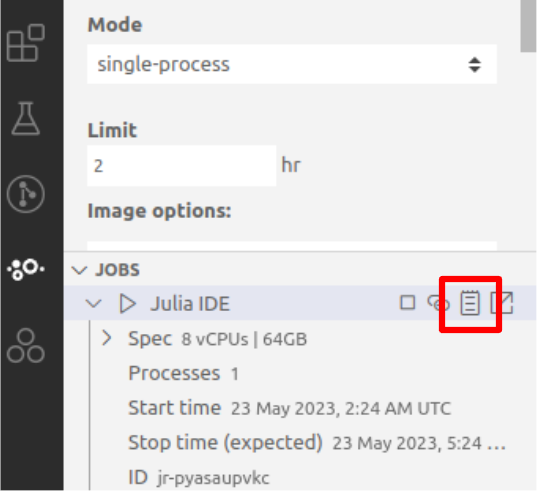 Mode
single-process
Limit
2 hr
Image options:
JOBS
Julia IDE
Spec 8 vCPUs | 64GB
Processes 1
Start time 23 May 2023, 2:24 AM UTC
Stop time (expected) 23 May 2023, 5:24 ...
ID jr-pyasaupvkc